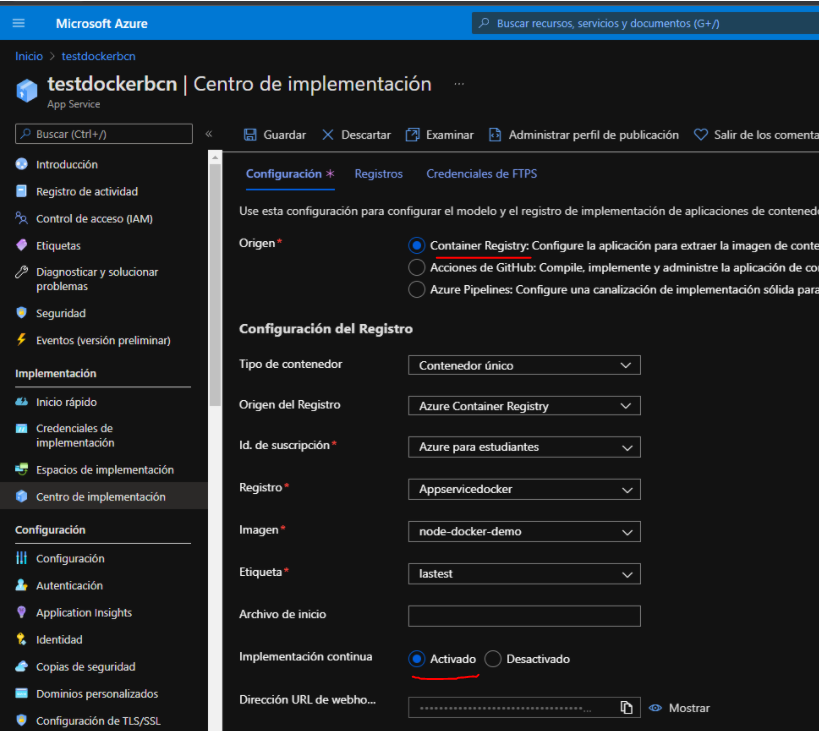 Microsoft Azure
Buscar recursos, servicios y documentos (G+/)
Inicio > testdockerbcn
testdockerbcn | Centro de implementación ...
App Service
Buscar (Ctrl+/)
«
Guardar
Descartar
Examinar
Administrar perfil de publicación
Salir de los comenta
Introducción
Registro de actividad
Control de acceso (IAM)
Etiquetas
Diagnosticar y solucionar
problemas
Seguridad
Eventos (versión preliminar)
Implementación
Inicio rápido
Credenciales de
implementación
Espacios de implementación
Centro de implementación
Configuración
Configuración
Autenticación
Application Insights
Identidad
Copias de seguridad
Dominios personalizados
Configuración de TLS/SSL
Configuración *
Registros
Credenciales de FTPS
Use esta configuración para configurar el modelo y el registro de implementación de aplicaciones de contened
Origen *
Container Registry: Configure la aplicación para extraer la imagen de conte
Acciones de GitHub: Compile, implemente y administre la aplicación de co
Azure Pipelines: Configure una canalización de implementación sólida para
Configuración del Registro
Tipo de contenedor
Contenedor único
Origen del Registro
Azure Container Registry
Id. de suscripción *
Azure para estudiantes
Registro *
Appservicedocker
Imagen *
node-docker-demo
Etiqueta *
lastest
Archivo de inicio
Implementación continua
Activado
Desactivado
Dirección URL de webho...
Mostrar